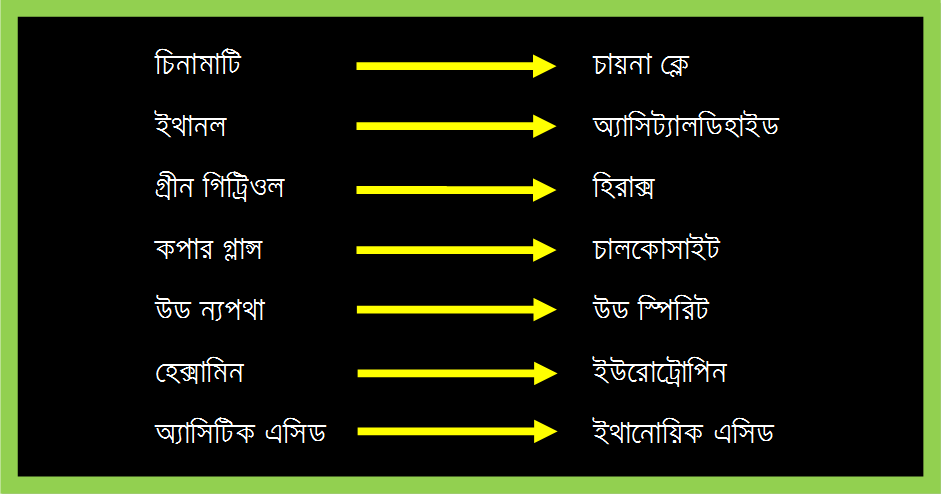 চিনামাটি চায়না ক্লে
ইথানল অ্যাসিট্যালডিহাইড
গ্রীন গিট্রিওল হিরাক্স
কপার গ্লান্স চালকোসাইট
উড ন্যপথা উড স্পিরিট
হেক্সামিন ইউরোট্রোপিন
অ্যাসিটিক এসিড ইথানোয়িক এসিড